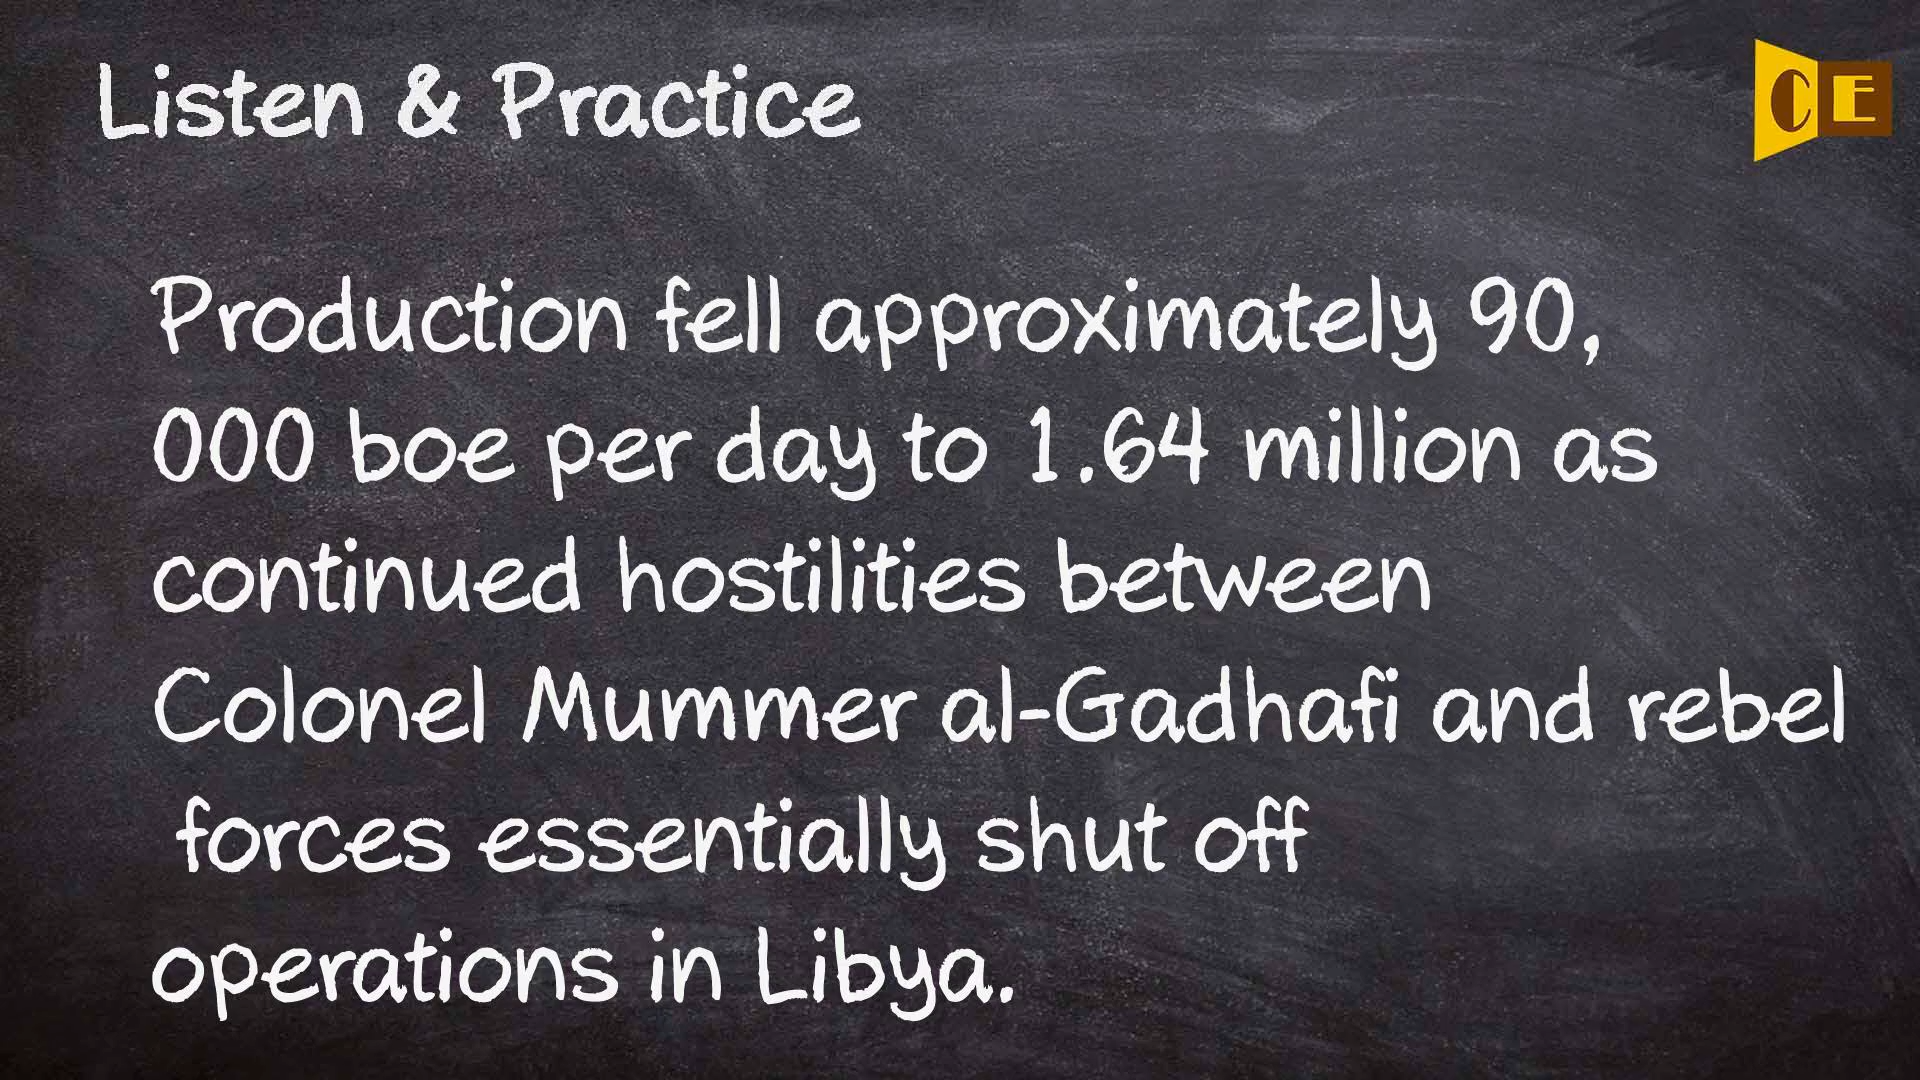 Listen & Practice
CE
Production fell approximately 90,
000 boe per day to 1.64 million as
continued hostilities between
Colonel Mummer al-Gadhafi and rebel
forces essentially shut off
operations in Libya.